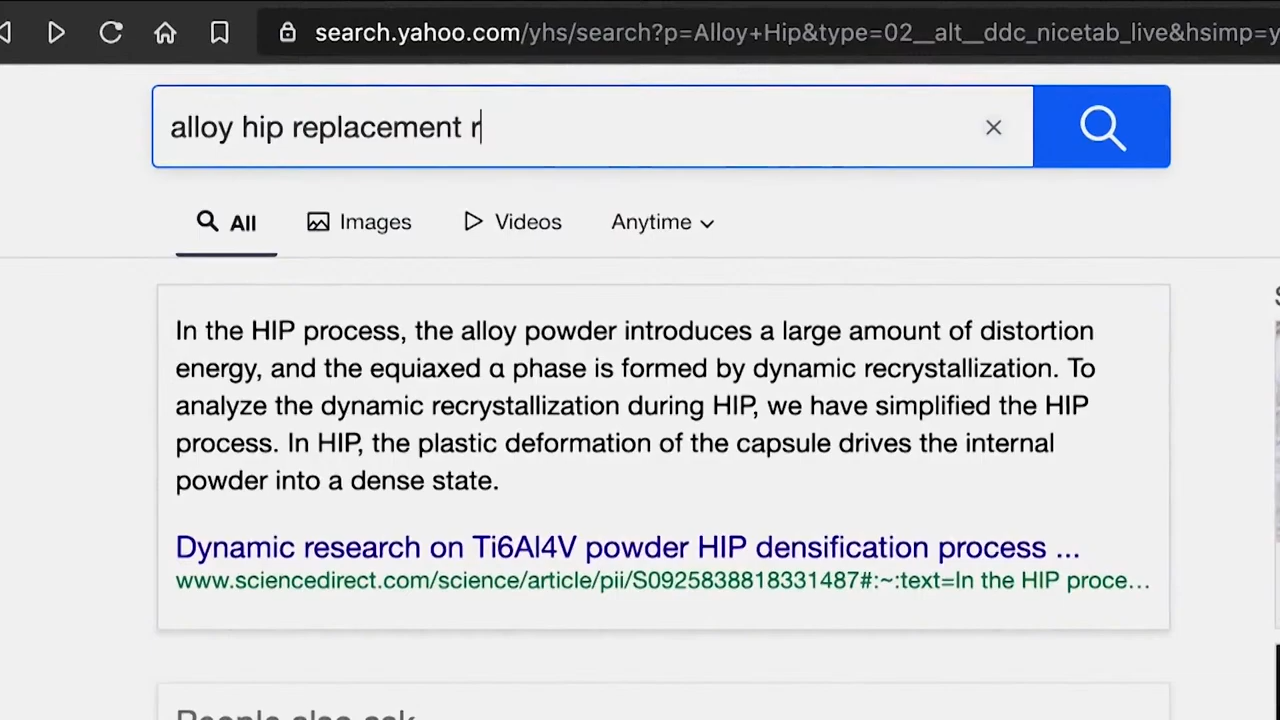 search.yahoo.com/yhs/search?p=Alloy+Hip&type=02__alt__ddc_nicetab_live&hsimp=y
alloy hip replacement r
All Images Videos Anytime
In the HIP process, the alloy powder introduces a large amount of distortion
energy, and the equiaxed α phase is formed by dynamic recrystallization. To
analyze the dynamic recrystallization during HIP, we have simplified the HIP
process. In HIP, the plastic deformation of the capsule drives the internal
powder into a dense state.
Dynamic research on Ti6Al4V powder HIP densification process ...
www.sciencedirect.com/science/article/pii/S0925838818331487#:~:text=In the HIP proce...
People also ask